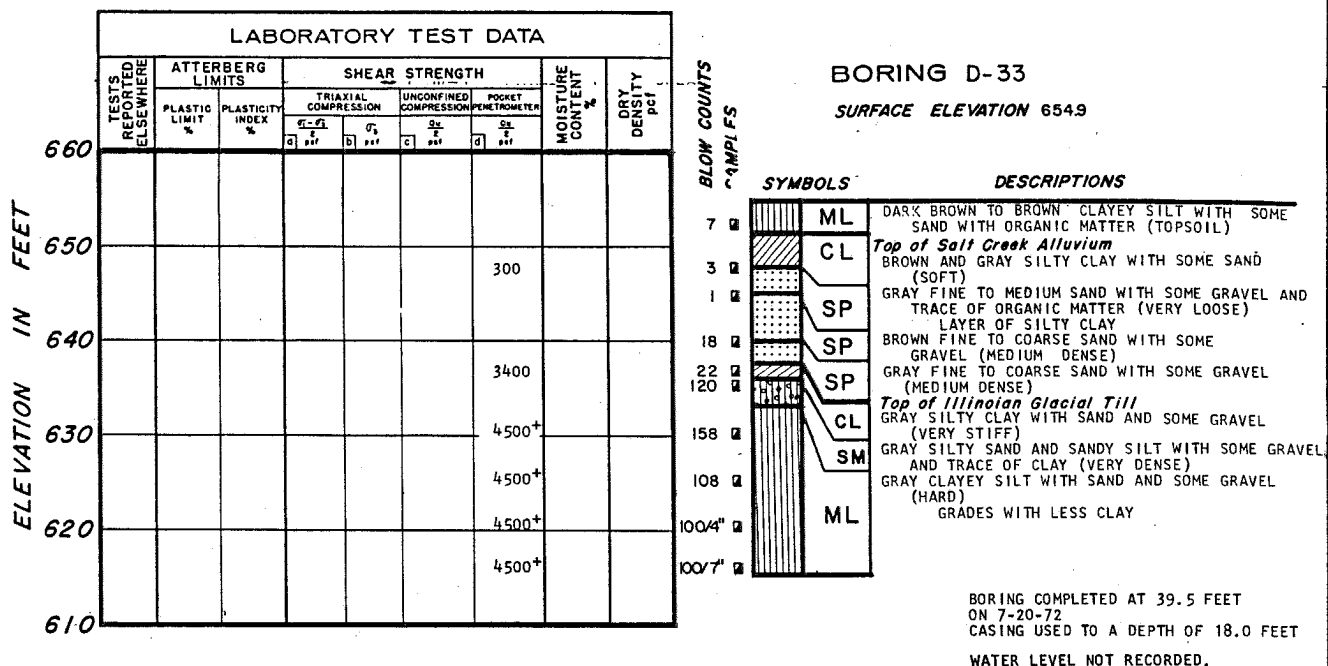 LABORATORY TEST DATA
TESTS REPORTED ELSEWHERE
ATTERBERG LIMITS
SHEAR STRENGTH
MOISTURE CONTENT %
DRY DENSITY pcf
PLASTIC LIMIT %
PLASTICITY INDEX %
TRIAXIAL COMPRESSION
UNCONFINED COMPRESSION
POCKET PENETROMETER
a psf
b psf
c psf
d psf
BLOW COUNTS
BORING D-33
SURFACE ELEVATION 654.9
SYMBOLS
DESCRIPTIONS
ELEVATION IN FEET
660
650
640
630
620
610
300
3400
4500+
4500+
4500+
4500+
7
3
1
18
22
120
158
108
100/4"
100/7"
ML
CL
SP
SP
SP
CL
SM
ML
DARK BROWN TO BROWN CLAYEY SILT WITH SOME
SAND WITH ORGANIC MATTER (TOPSOIL)
Top of Salt Creek Alluvium
BROWN AND GRAY SILTY CLAY WITH SOME SAND
(SOFT)
GRAY FINE TO MEDIUM SAND WITH SOME GRAVEL AND
TRACE OF ORGANIC MATTER (VERY LOOSE)
LAYER OF SILTY CLAY
BROWN FINE TO COARSE SAND WITH SOME
GRAVEL (MEDIUM DENSE)
GRAY FINE TO COARSE SAND WITH SOME GRAVEL
(MEDIUM DENSE)
Top of Illinoian Glacial Till
GRAY SILTY CLAY WITH SAND AND SOME GRAVEL
(VERY STIFF)
GRAY SILTY SAND AND SANDY SILT WITH SOME GRAVEL
AND TRACE OF CLAY (VERY DENSE)
GRAY CLAYEY SILT WITH SAND AND SOME GRAVEL
(HARD)
GRADES WITH LESS CLAY
BORING COMPLETED AT 39.5 FEET
ON 7-20-72
CASING USED TO A DEPTH OF 18.0 FEET
WATER LEVEL NOT RECORDED.